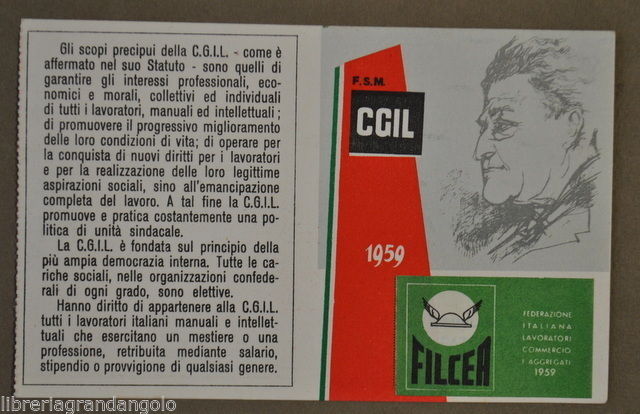 Gli scopi precipui della C.G.I.L. - come è
affermato nel suo Statuto - sono quelli di
garantire gli interessi professionali, eco-
nomici e morali, collettivi ed individuali
di tutti i lavoratori, manuali ed intellettuali ;
di promuovere il progressivo miglioramento
delle loro condizioni di vita; di operare per
la conquista di nuovi diritti per i lavoratori
e per la realizzazione delle loro legittime
aspirazioni sociali, sino all'emancipazione
completa del lavoro. A tal fine la C.G.I.L.
promuove e pratica costantemente una po-
litica di unità sindacale.
La C.G.I.L. è fondata sul principio della
più ampia democrazia interna. Tutte le ca-
riche sociali, nelle organizzazioni confede-
rali di ogni grado, sono elettive.
Hanno diritto di appartenere alla C.G.I.L.
tutti i lavoratori italiani manuali e intellet-
tuali che esercitano un mestiere o una
professione, retribuita mediante salario,
stipendio o provvigione di qualsiasi genere.
F.S.M.
CGIL
1959
FILCEA
FEDERAZIONE
ITALIANA
LAVORATORI
COMMERCIO
E AGGREGATI
1959
libreriagrandangolo